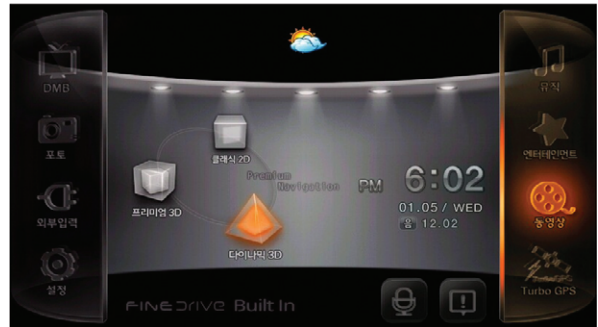 DMB
포토
외부입력
설정
클래식 2D
프리미엄 3D
Premium
Navigation
다이나믹 3D
PM 6:02
01.05/ WED
음 12.02
FINEDRIVE Built In
뮤직
엔터테인먼트
동영상
Turbo GPS